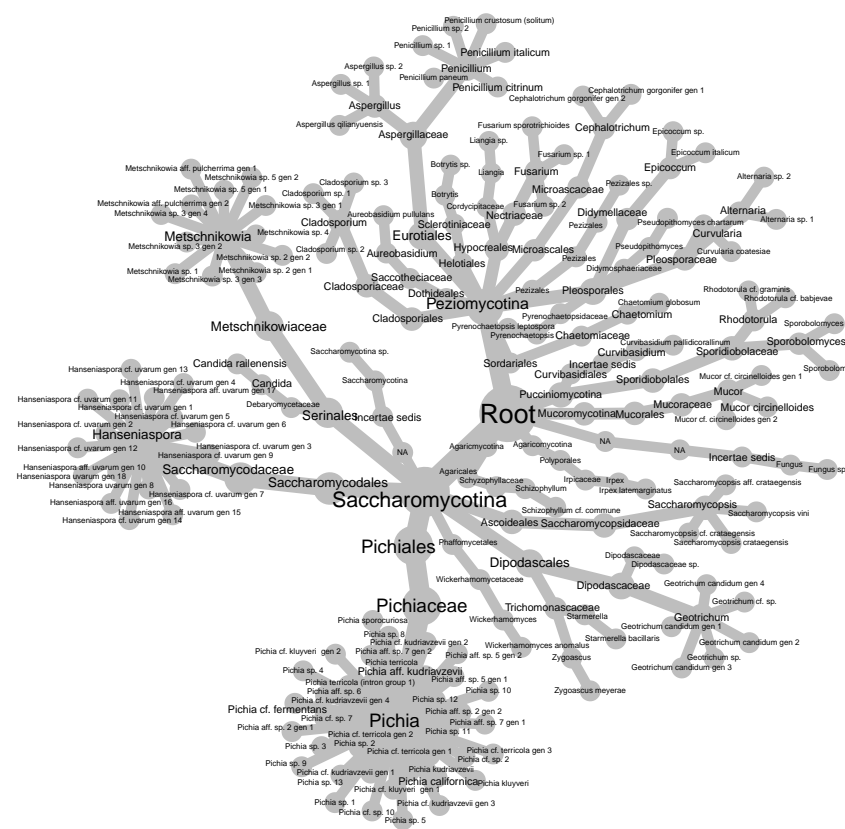 Penicillium crustosum (solitum)
Penicillium sp. 2
Penicillium sp. 1
Penicillium italicum
Aspergillus sp. 2
Penicillium
Penicillium paneum
Aspergillus sp. 1
Penicillium citrinum
Cephalotrichum gorgonifer gen 1
Cephalotrichum gorgonifer gen 2
Aspergillus
Aspergillus qilianyuensis
Fusarium sporotrichioides
Cephalotrichum
Epicoccum sp.
Aspergillaceae
Liangia sp.
Fusarium sp. 1
Epicoccum italicum
Metschnikowia aff. pulcherrima gen 1
Botrytis sp.
Epicoccum
Metschnikowia sp. 5 gen 2
Liangia
Fusarium
Alternaria sp. 2
Cladosporium sp. 3
Pezizales sp.
Metschnikowia sp. 5 gen 1
Cladosporium sp. 1
Botrytis
Microascaceae
Metschnikowia aff. pulcherrima gen 2
Metschnikowia sp. 3 gen 1
Cordycipitaceae
Fusarium sp. 2
Metschnikowia sp. 3 gen 4
Aureobasidium pullulans
Nectriaceae
Didymellaceae
Alternaria
Cladosporium
Sclerotiniaceae
Pezizales
Pseudopithomyces chartarum
Alternaria sp. 1
Metschnikowia sp. 4
Metschnikowia
Eurotiales
Curvularia
Metschnikowia sp. 3 gen 2
Cladosporium sp. 2
Aureobasidium
Hypocreales
Microascales
Pseudopithomyces
Curvularia coatesiae
Metschnikowia sp. 2 gen 2
Helotiales
Pezizales
Pleosporaceae
Metschnikowia sp. 1
Metschnikowia sp. 2 gen 1
Didymosphaeriaceae
Metschnikowia sp. 3 gen 3
Saccotheciaceae
Cladosporiaceae
Dothideales
Pezizales
Pleosporales
Rhodotorula cf. graminis
Rhodotorula cf. babjevae
Peziomycotina
Chaetomium globosum
Cladosporiales
Pyrenochaetopsidaceae
Chaetomium
Rhodotorula
Sporobolomyces
Metschnikowiaceae
Pyrenochaetopsis leptospora
Pyrenochaetopsis
Chaetomiaceae
Curvibasidium pallidicorallinum
Sporobolomyces
Saccharomycotina sp.
Curvibasidium
Sporidiobolaceae
Candida railenensis
Sordariales
Incertae sedis
Sporobolom
Hanseniaspora cf. uvarum gen 13
Curvibasidiales
Sporidiobolales
Mucor cf. circinelloides gen 1
Hanseniaspora cf. uvarum gen 4
Candida
Saccharomycotina
Hanseniaspora aff. uvarum gen 17
Mucor
Hanseniaspora cf. uvarum gen 11
Pucciniomycotina
Debaryomycetaceae
Mucoraceae
Hanseniaspora cf. uvarum gen 1
Mucor circinelloides
Hanseniaspora cf. uvarum gen 5
Serinales
Incertae sedis
Root
Mucoromycotina
Mucorales
Mucor cf. circinelloides gen 2
Hanseniaspora cf. uvarum gen 2
Hanseniaspora cf. uvarum gen 6
Hanseniaspora
Hanseniaspora cf. uvarum gen 3
Agaricmycotina
Agaricomycotina
NA
Hanseniaspora cf. uvarum gen 12
NA
NA
Hanseniaspora cf. uvarum gen 9
Incertae sedis
Polyporales
Fungus
Hanseniaspora aff. uvarum gen 10
Saccharomycodaceae
Agaricales
Fungus sp
Hanseniaspora uvarum gen 18
Saccharomycodales
Schyzophyllaceae
Irpicaceae
Irpex
Saccharomycopsis aff. crataegensis
Hanseniaspora uvarum gen 8
Schizophyllum
Irpex latemarginatus
Hanseniaspora cf. uvarum gen 7
Saccharomycotina
Hanseniaspora aff. uvarum gen 16
Saccharomycopsis
Hanseniaspora aff. uvarum gen 15
Schizophyllum cf. commune
Saccharomycopsis vini
Hanseniaspora cf. uvarum gen 14
Ascoideales
Saccharomycopsidaceae
Saccharomycopsis cf. crataegensis
Phaffomycetales
Saccharomycopsis crataegensis
Pichiales
Dipodascaceae
Dipodascales
Dipodascaceae sp.
Wickerhamomycetaceae
Dipodascaceae
Geotrichum candidum gen 4
Pichiaceae
Trichomonascaceae
Geotrichum cf. sp.
Pichia sporocuriosa
Wickerhamomyces
Starmerella
Geotrichum
Pichia sp. 8
Geotrichum candidum gen 1
Pichia cf. kudriavzevii gen 2
Wickerhamomyces anomalus
Starmerella bacillaris
Geotrichum candidum gen 2
Pichia cf. kluyveri gen 2
Pichia aff. sp. 7 gen 2
Pichia aff. sp. 5 gen 2
Zygoascus
Geotrichum sp.
Pichia terricola
Geotrichum candidum gen 3
Pichia sp. 4
Pichia aff. kudriavzevii
Pichia terricola (intron group 1)
Pichia aff. sp. 5 gen 1
Pichia aff. sp. 6
Pichia sp. 10
Zygoascus meyerae
Pichia cf. kudriavzevii gen 4
Pichia sp. 12
Pichia cf. fermentans
Pichia aff. sp. 2 gen 2
Pichia cf. sp. 7
Pichia
Pichia aff. sp. 7 gen 1
Pichia aff. sp. 2 gen 1
Pichia sp. 11
Pichia cf. terricola gen 2
Pichia sp. 3
Pichia sp. 2
Pichia cf. terricola gen 1
Pichia cf. terricola gen 3
Pichia cf. sp. 2
Pichia sp. 9
Pichia cf. kudriavzevii gen 1
Pichia kudriavzevii
Pichia sp. 13
Pichia californica
Pichia kluyveri
Pichia cf. kluyveri gen 1
Pichia sp. 1
Pichia cf. kudriavzevii gen 3
Pichia cf. sp. 10
Pichia sp. 5